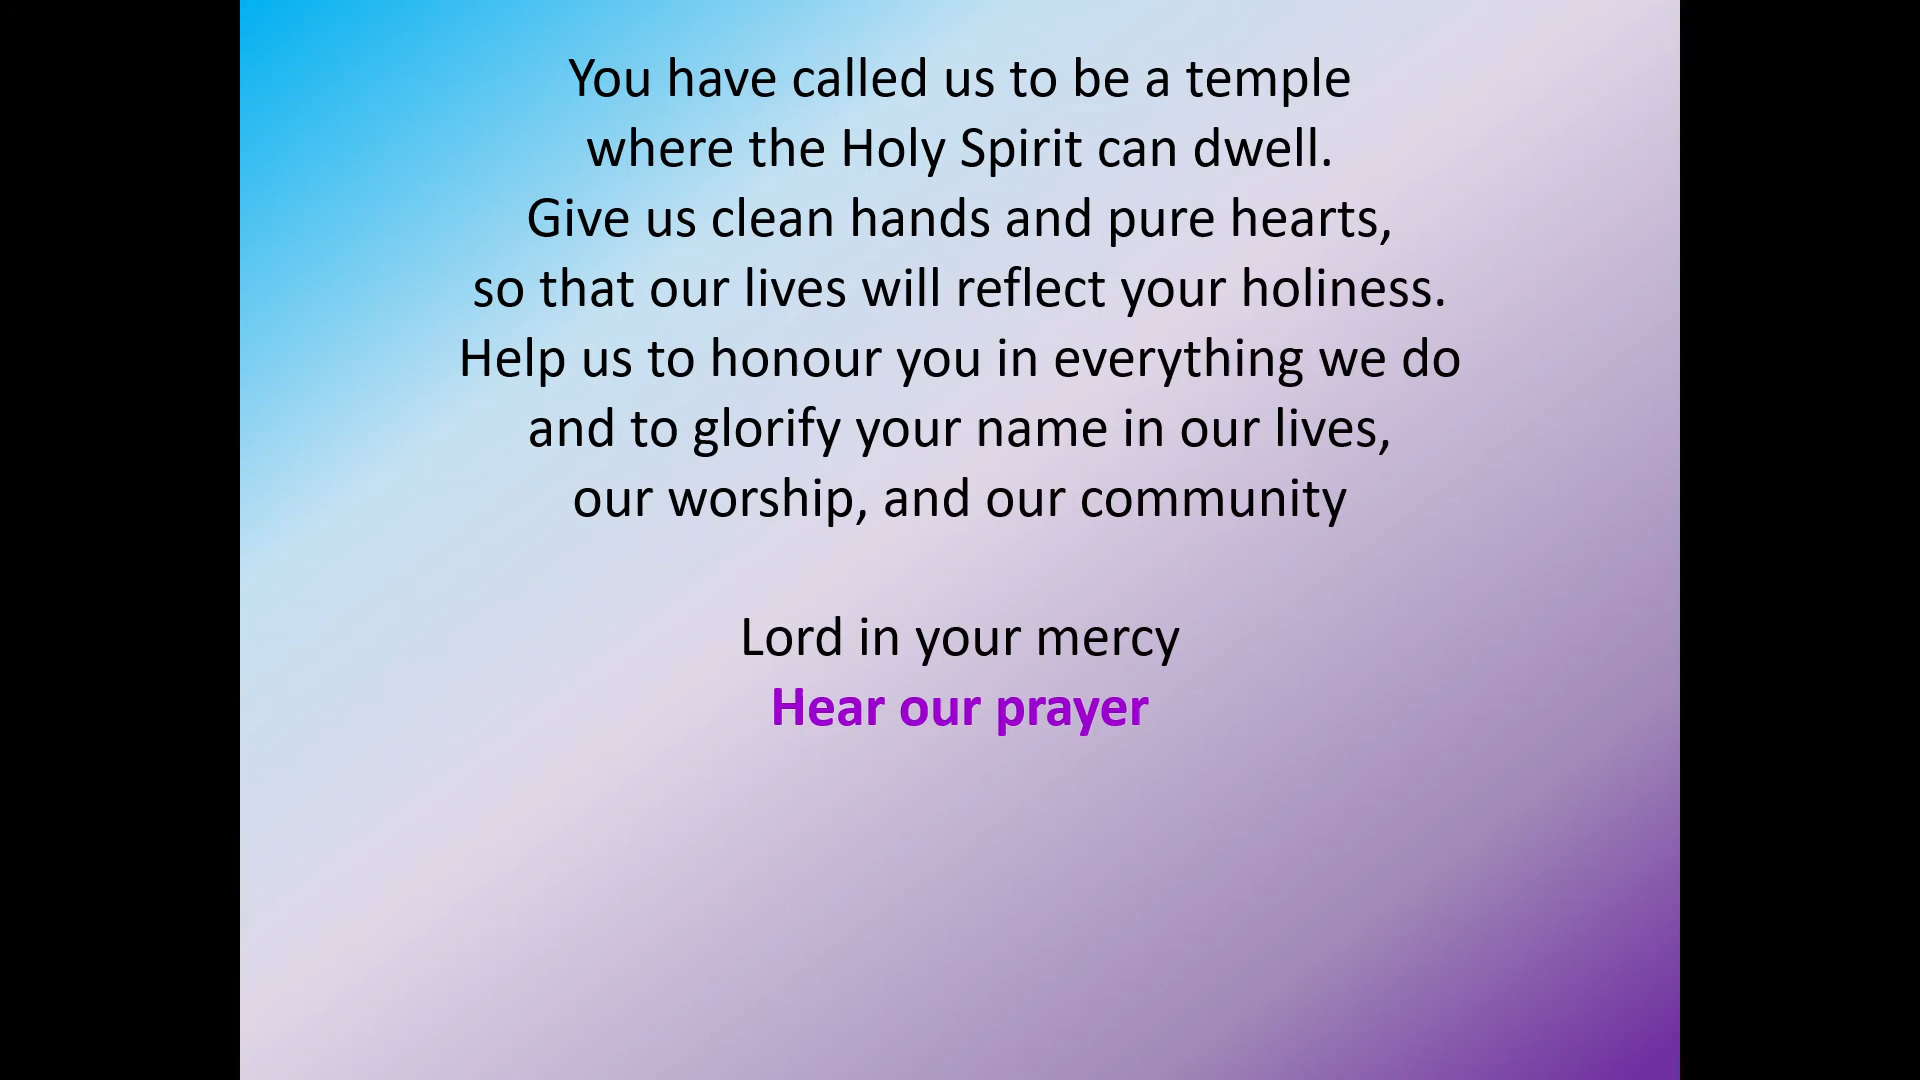 You have called us to be a temple
where the Holy Spirit can dwell.
Give us clean hands and pure hearts,
so that our lives will reflect your holiness.
Help us to honour you in everything we do
and to glorify your name in our lives,
our worship, and our community
Lord in your mercy
Hear our prayer